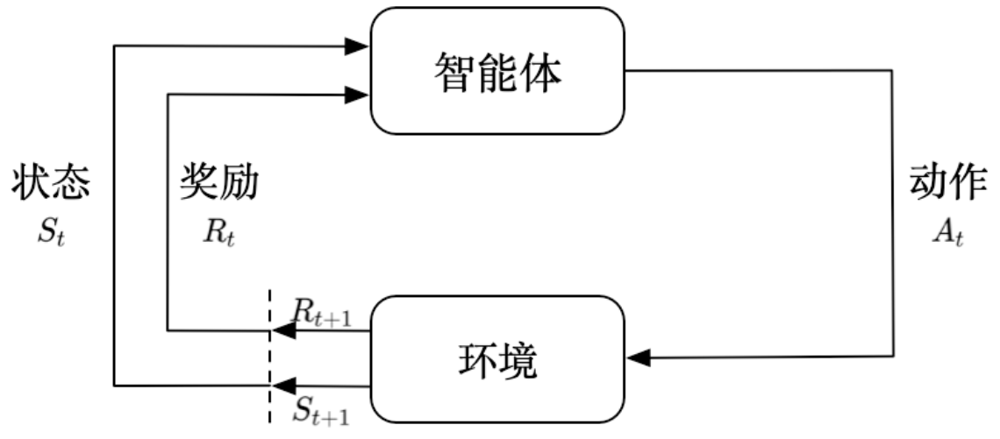 智能体
状态
S_t
奖励
R_t
动作
A_t
R_{t+1}
环境
S_{t+1}